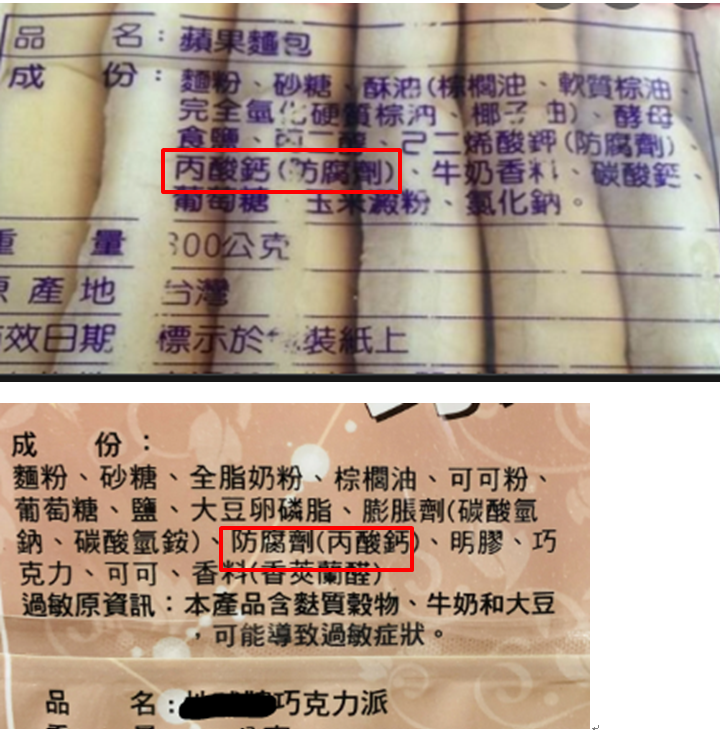 品 名：蘋果麵包
成 份：麵粉、砂糖、酥油(棕櫚油、軟質棕油、
完全氫化硬質棕油、椰子油)、酵母、
食鹽、丙二醇、己二烯酸鉀(防腐劑)、
丙酸鈣(防腐劑)、牛奶香料、碳酸鈣、
葡萄糖、玉米澱粉、氯化鈉。
重 量 300公克
原產地 台灣
有效日期 標示於包裝紙上
成 份：
麵粉、砂糖、全脂奶粉、棕櫚油、可可粉、
葡萄糖、鹽、大豆卵磷脂、膨脹劑(碳酸氫
鈉、碳酸氫銨)、防腐劑(丙酸鈣)、明膠、巧
克力、可可、香料(香莢蘭醛)
過敏原資訊：本產品含麩質穀物、牛奶和大豆
，可能導致過敏症狀。
品 名：巧克力派